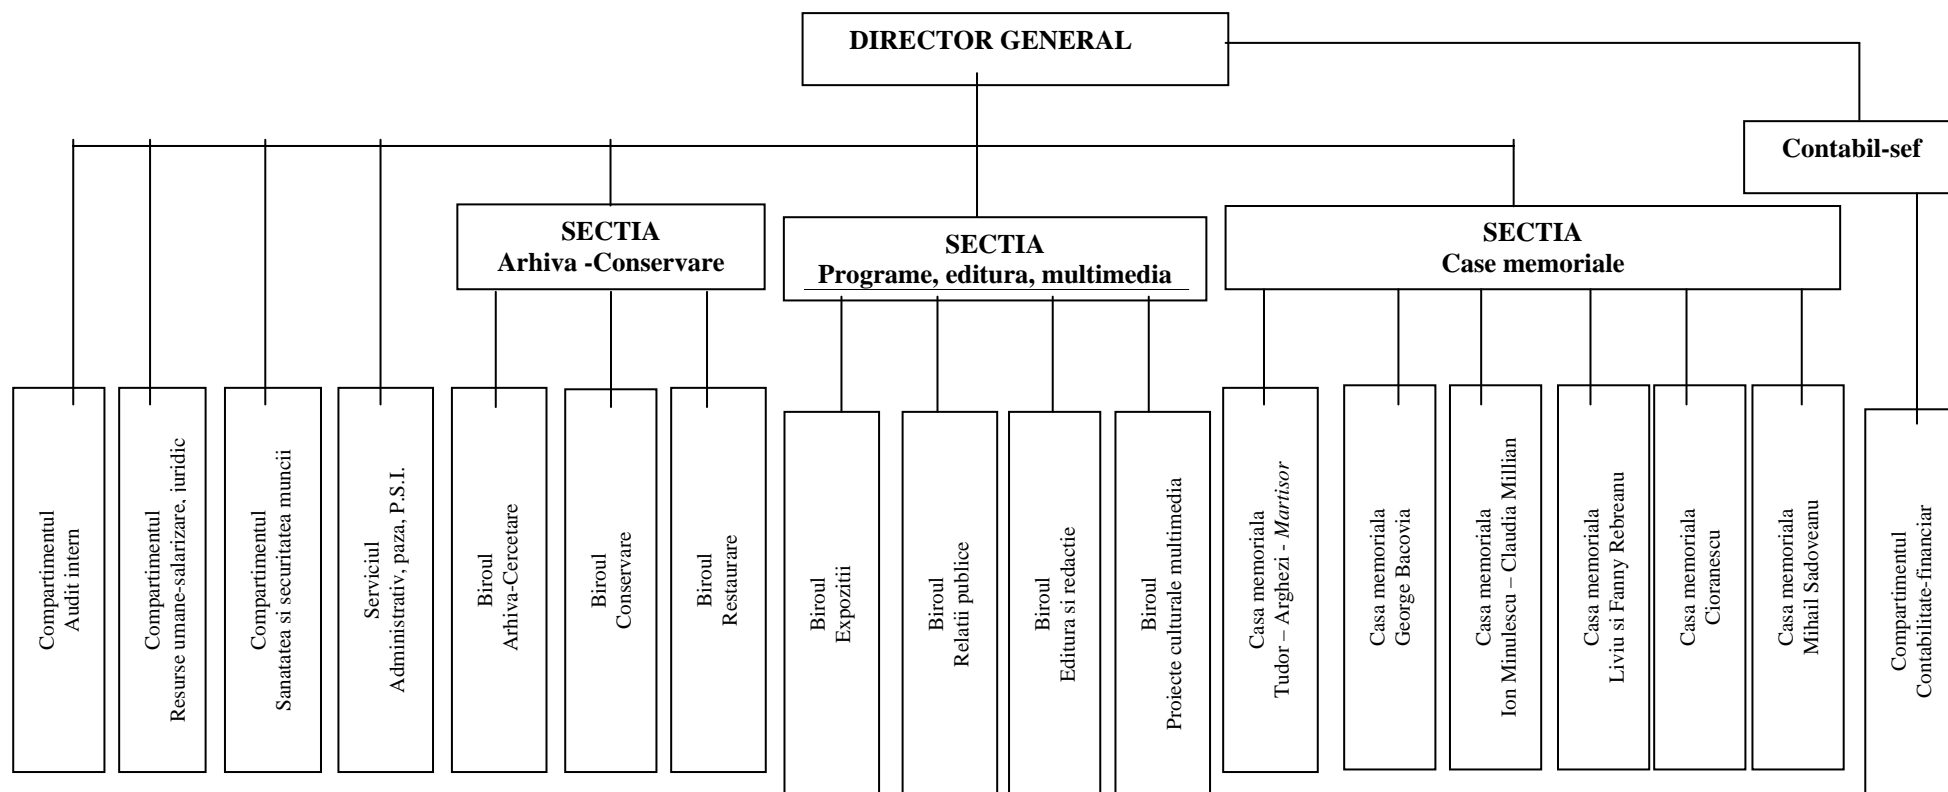 DIRECTOR GENERAL
Contabil-sef
SECTIA
Arhiva -Conservare
SECTIA
Programe, editura, multimedia
SECTIA
Case memoriale
Compartimentul
Audit intern
Compartimentul
Resurse umane-salarizare, juridic
Compartimentul
Sanatatea si securitatea muncii
Serviciul
Administrativ, paza, P.S.I.
Biroul
Arhiva-Cercetare
Biroul
Conservare
Biroul
Restaurare
Biroul
Expozitii
Biroul
Relatii publice
Biroul
Editura si redactie
Biroul
Proiecte culturale multimedia
Casa memoriala
Tudor – Arghezi - Martisor
Casa memoriala
George Bacovia
Casa memoriala
Ion Minulescu – Claudia Millian
Casa memoriala
Liviu si Fanny Rebreanu
Casa memoriala
Cioranescu
Casa memoriala
Mihail Sadoveanu
Compartimentul
Contabilitate-financiar